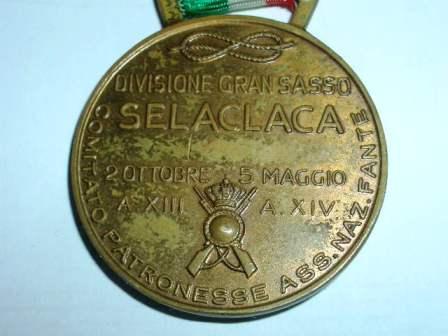 DIVISIONE GRAN SASSO
SELACLACA
2 OTTOBRE - 5 MAGGIO
A. XIII A. XIV
COMITATO PATRONESSE ASS. NAZ. FANTE